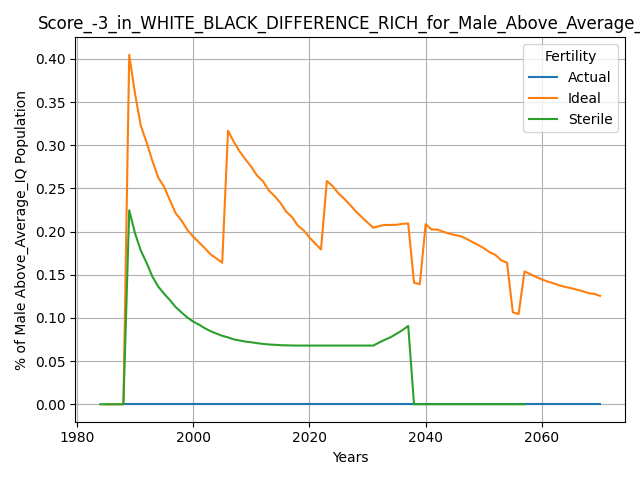 Score_-3_in_WHITE_BLACK_DIFFERENCE_RICH_for_Male_Above_Average_
Fertility
Actual
Ideal
Sterile
% of Male Above_Average_IQ Population
0.40
0.35
0.30
0.25
0.20
0.15
0.10
0.05
0.00
1980
2000
2020
2040
2060
Years